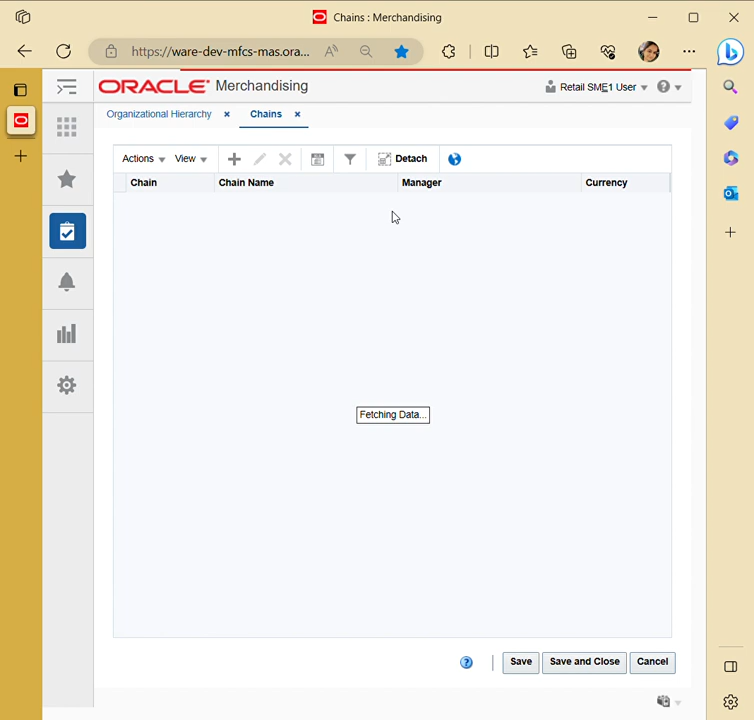 Chains : Merchandising
https://ware-dev-mfcs-mas.ora...
ORACLE Merchandising
Retail SME1 User
Organizational Hierarchy × Chains ×
Actions View Detach
Chain Chain Name Manager Currency
Fetching Data...
Save Save and Close Cancel